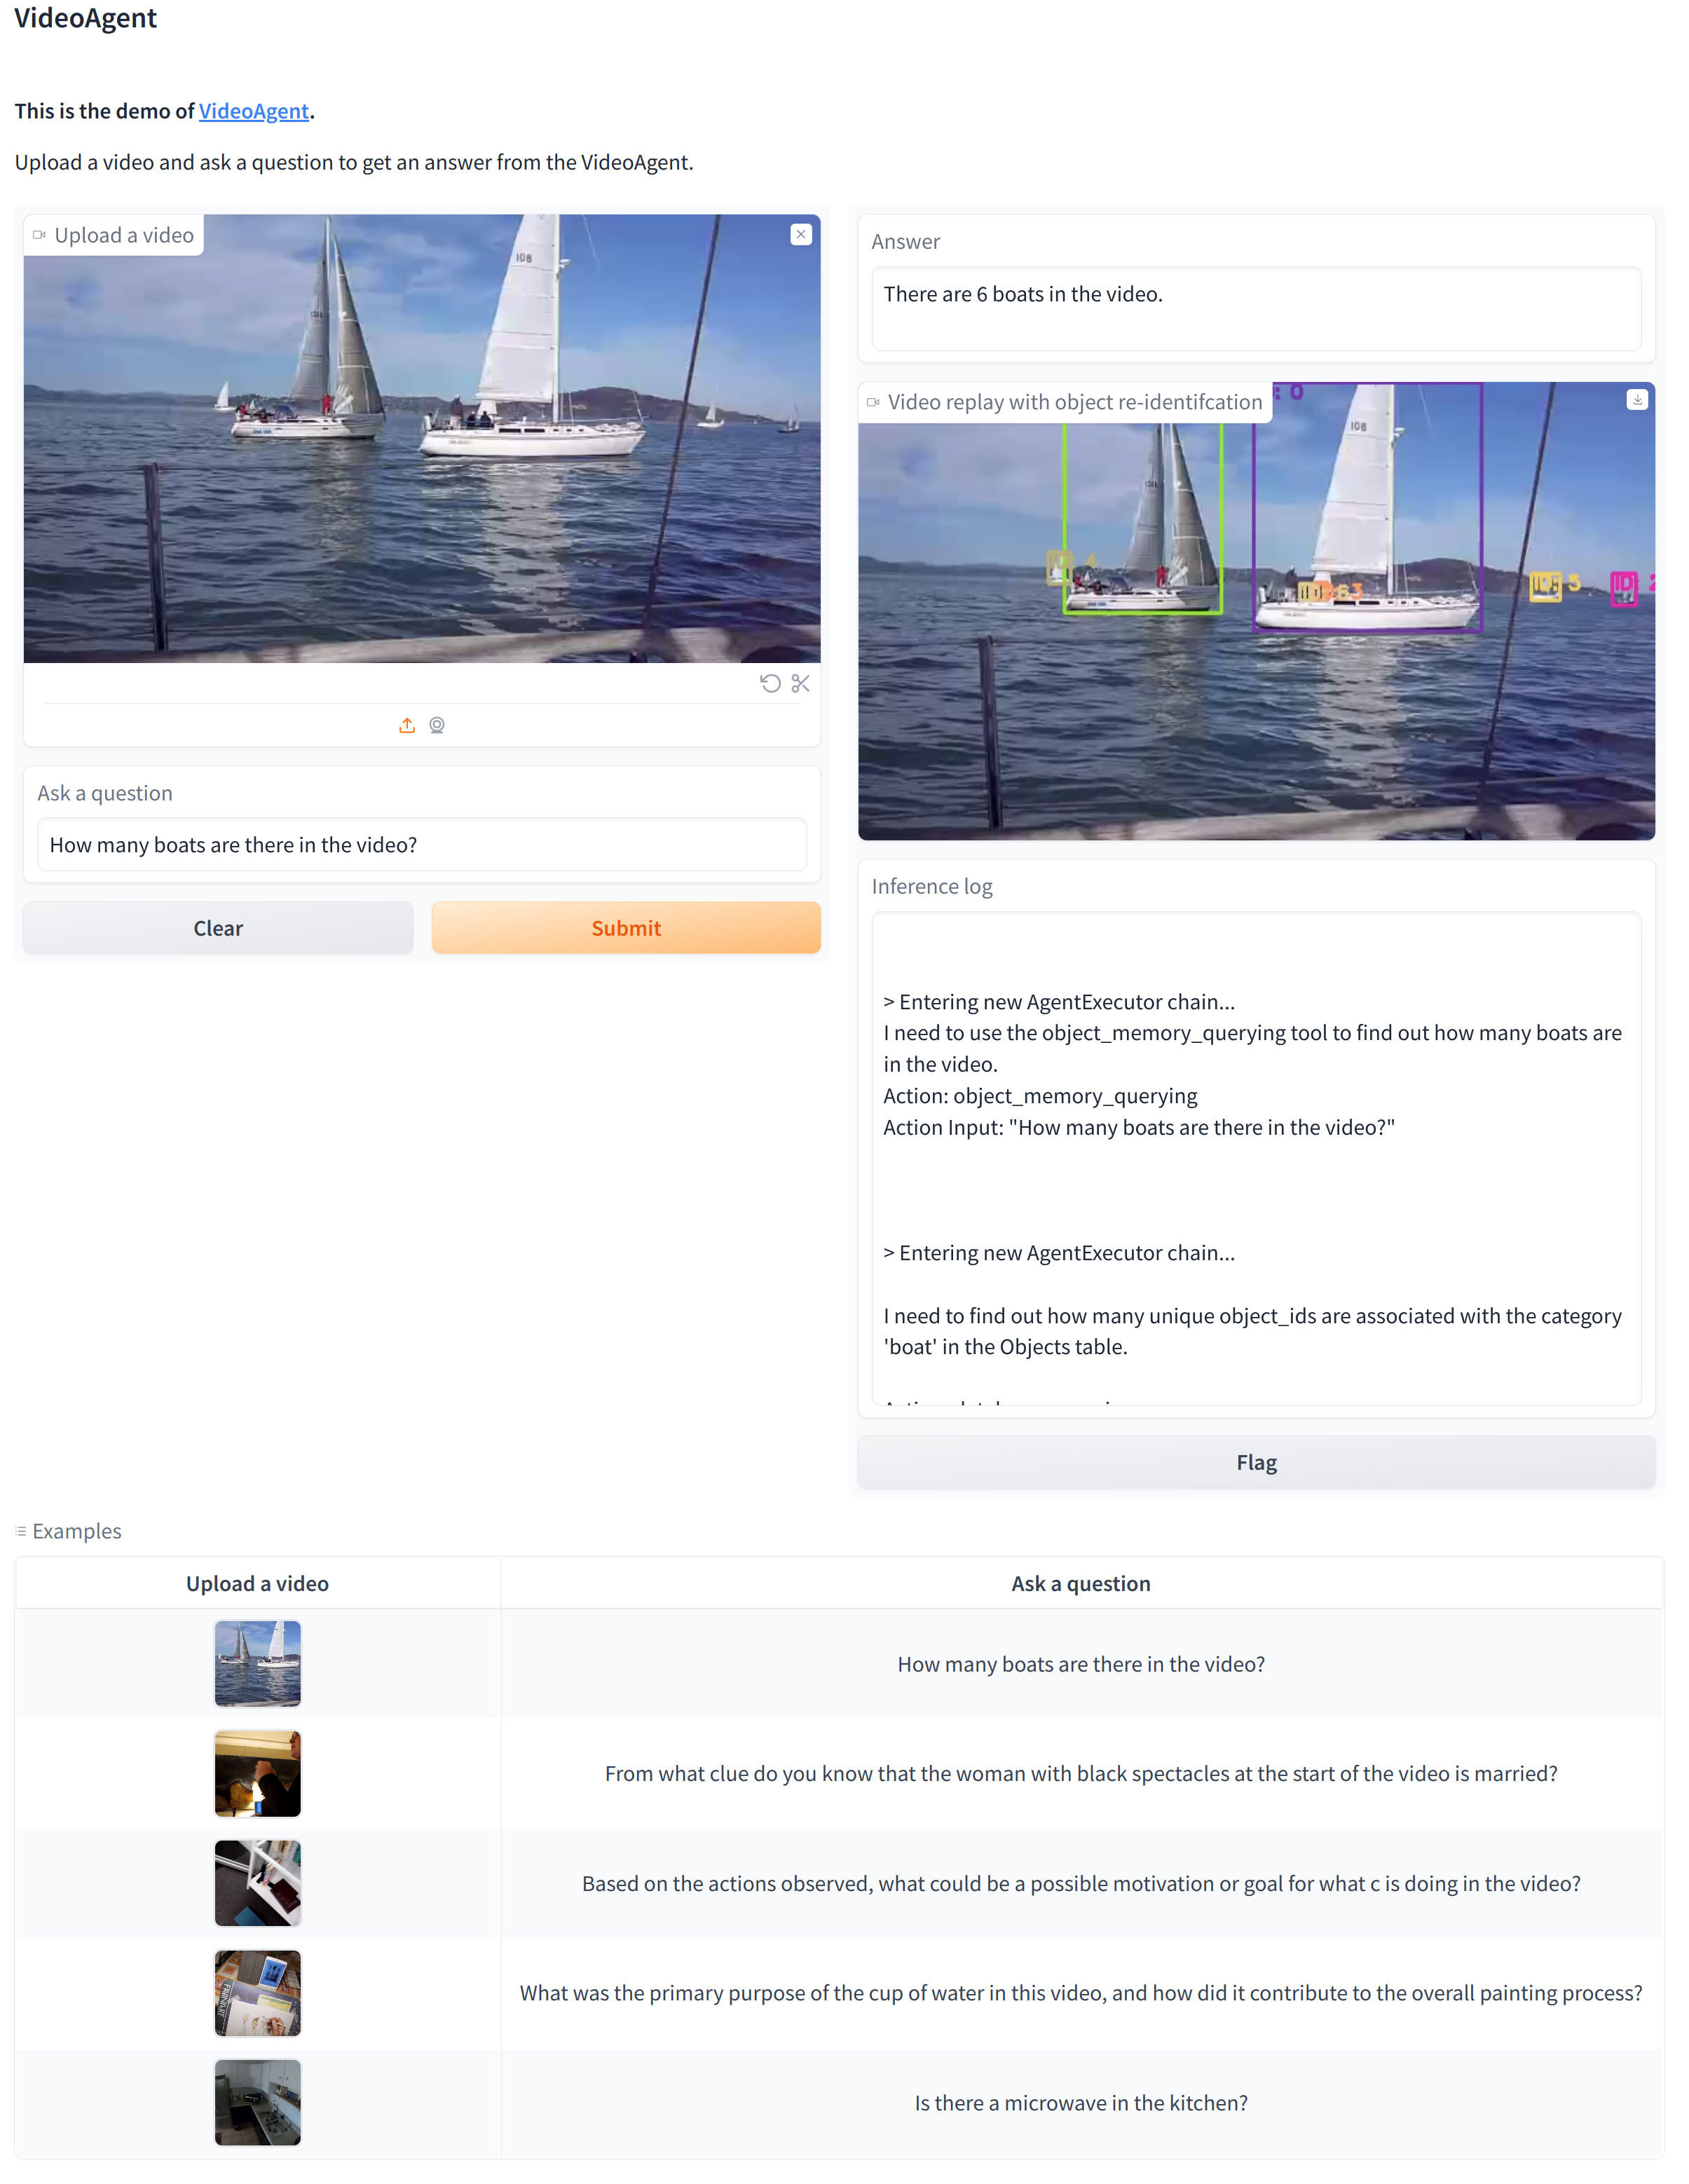 VideoAgent
This is the demo of VideoAgent.
Upload a video and ask a question to get an answer from the VideoAgent.
Upload a video
108
Ask a question
How many boats are there in the video?
Clear
Submit
Answer
There are 6 boats in the video.
Video replay with object re-identifcation
: 0
108
4
ID: 5
ID:
Inference log
> Entering new AgentExecutor chain...
I need to use the object_memory_querying tool to find out how many boats are
in the video.
Action: object_memory_querying
Action Input: "How many boats are there in the video?"
> Entering new AgentExecutor chain...
I need to find out how many unique object_ids are associated with the category
'boat' in the Objects table.
Flag
Examples
Upload a video
Ask a question
How many boats are there in the video?
From what clue do you know that the woman with black spectacles at the start of the video is married?
Based on the actions observed, what could be a possible motivation or goal for what c is doing in the video?
What was the primary purpose of the cup of water in this video, and how did it contribute to the overall painting process?
Is there a microwave in the kitchen?